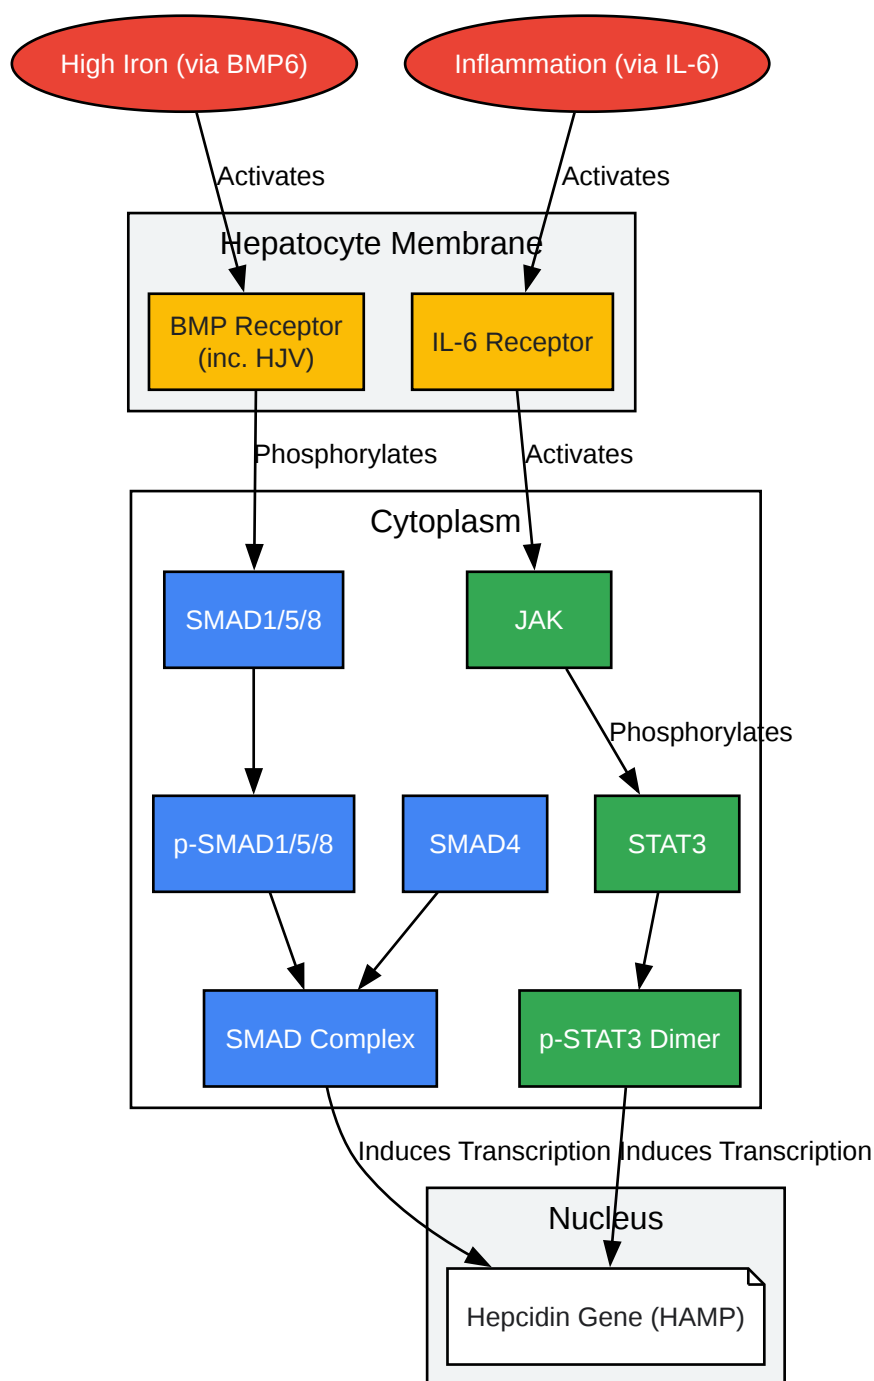 High Iron (via BMP6)
Inflammation (via IL-6)
Activates
Activates
Hepatocyte Membrane
BMP Receptor
(inc. HJV)
IL-6 Receptor
Phosphorylates
Activates
Cytoplasm
SMAD1/5/8
JAK
Phosphorylates
p-SMAD1/5/8
SMAD4
STAT3
SMAD Complex
p-STAT3 Dimer
Induces Transcription
Induces Transcription
Nucleus
Hepcidin Gene (HAMP)